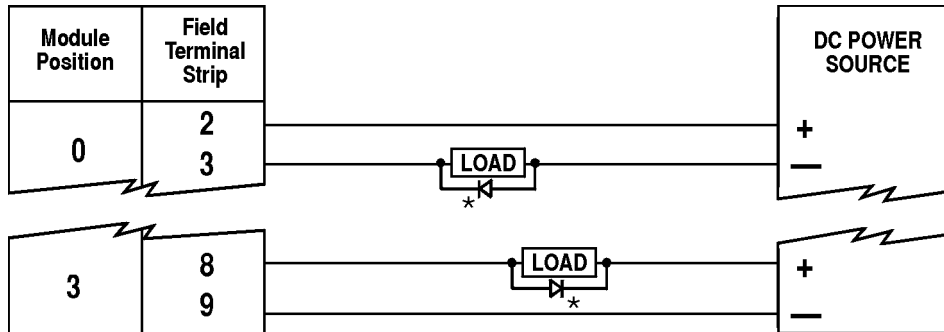 Module
Position
Field
Terminal
Strip
DC POWER
SOURCE
0
2
+
3
LOAD
—
*
3
8
LOAD
+
*
9
—